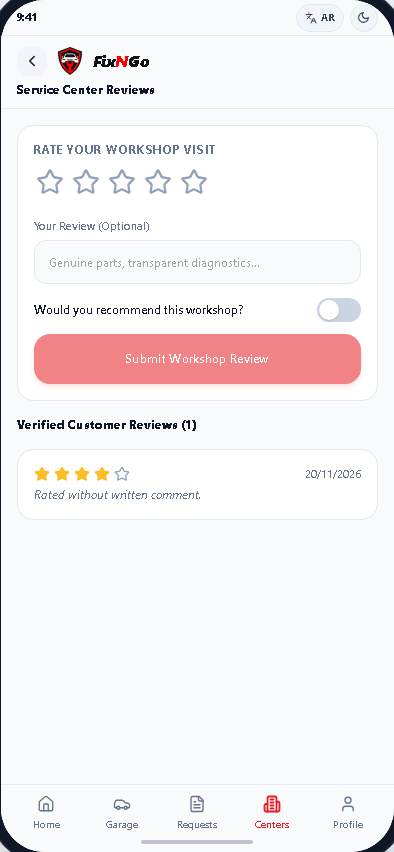 9:41
AR
FixNGo
Service Center Reviews
RATE YOUR WORKSHOP VISIT
Your Review (Optional)
Genuine parts, transparent diagnostics...
Would you recommend this workshop?
Submit Workshop Review
Verified Customer Reviews (1)
20/11/2026
Rated without written comment.
Home
Garage
Requests
Centers
Profile